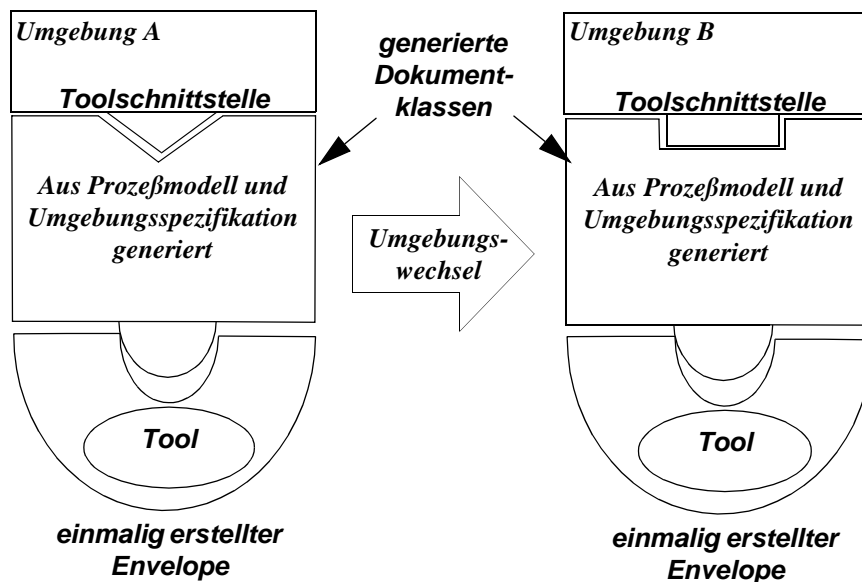 Umgebung A
Toolschnittstelle
Aus Prozeßmodell und
Umgebungsspezifikation
generiert
Tool
einmalig erstellter
Envelope
generierte
Dokument-
klassen
Umgebungs-
wechsel
Umgebung B
Toolschnittstelle
Aus Prozeßmodell und
Umgebungsspezifikation
generiert
Tool
einmalig erstellter
Envelope